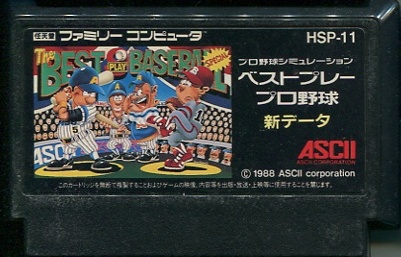 任天堂 ファミリー コンピュータ
HSP-11
The BEST PLAY BASEBALL SPECIAL
プロ野球シミュレーション
ベストプレー
プロ野球
新データ
ASCII
ASCII CORPORATION
© 1988 ASCII corporation
このカートリッジを無断で複製することおよびゲームの映像、内容等を出版・放送・上映等に使用することを禁じます。